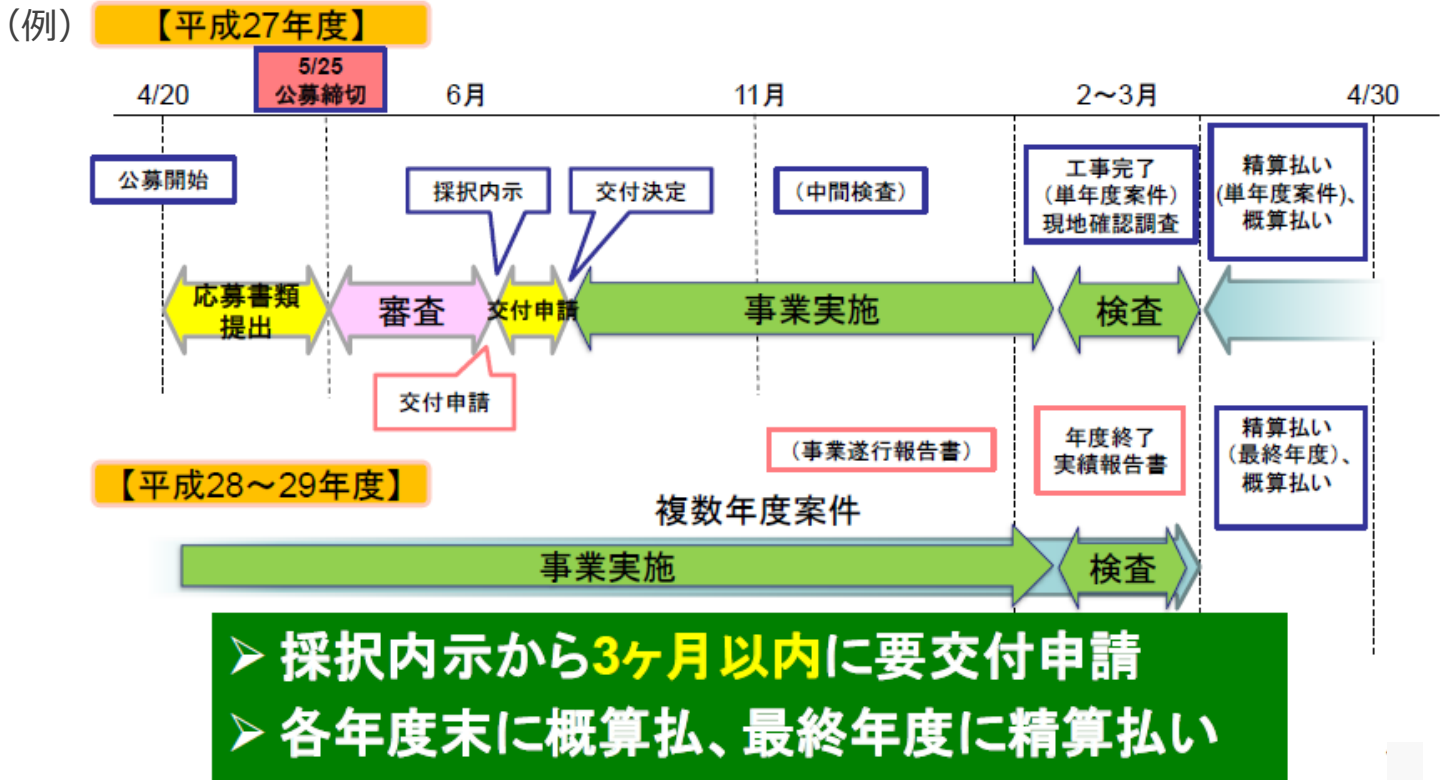 (例)
【平成27年度】
5/25
公募締切
4/20
6月
11月
2～3月
4/30
公募開始
採択内示
交付決定
（中間検査）
工事完了
（単年度案件）
現地確認調査
精算払い
(単年度案件)、
概算払い
応募書類
提出
審査
交付申請
事業実施
検査
交付申請
（事業遂行報告書）
年度終了
実績報告書
精算払い
（最終年度）、
概算払い
【平成28～29年度】
複数年度案件
事業実施
検査
➢ 採択内示から3ヶ月以内に要交付申請
➢ 各年度末に概算払、最終年度に精算払い